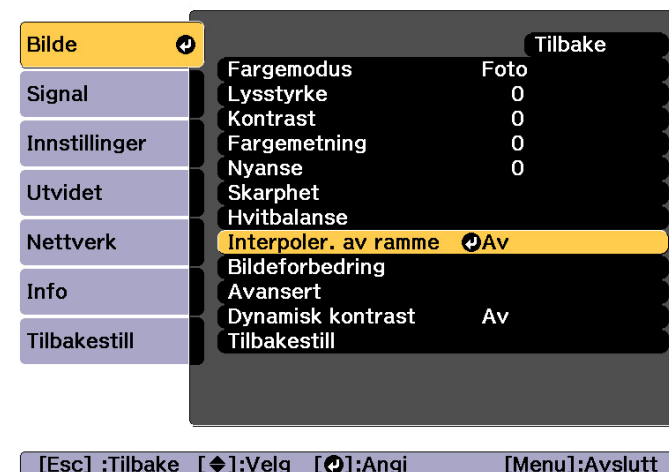 Bilde
Signal
Innstillinger
Utvidet
Nettverk
Info
Tilbakestill
Tilbake
Fargemodus Foto
Lysstyrke 0
Kontrast 0
Fargemetning 0
Nyanse 0
Skarphet
Hvitbalanse
Interpoler. av ramme Av
Bildeforbedring
Avansert
Dynamisk kontrast Av
Tilbakestill
[Esc] :Tilbake [◆]:Velg [↵]:Angi [Menu]:Avslutt